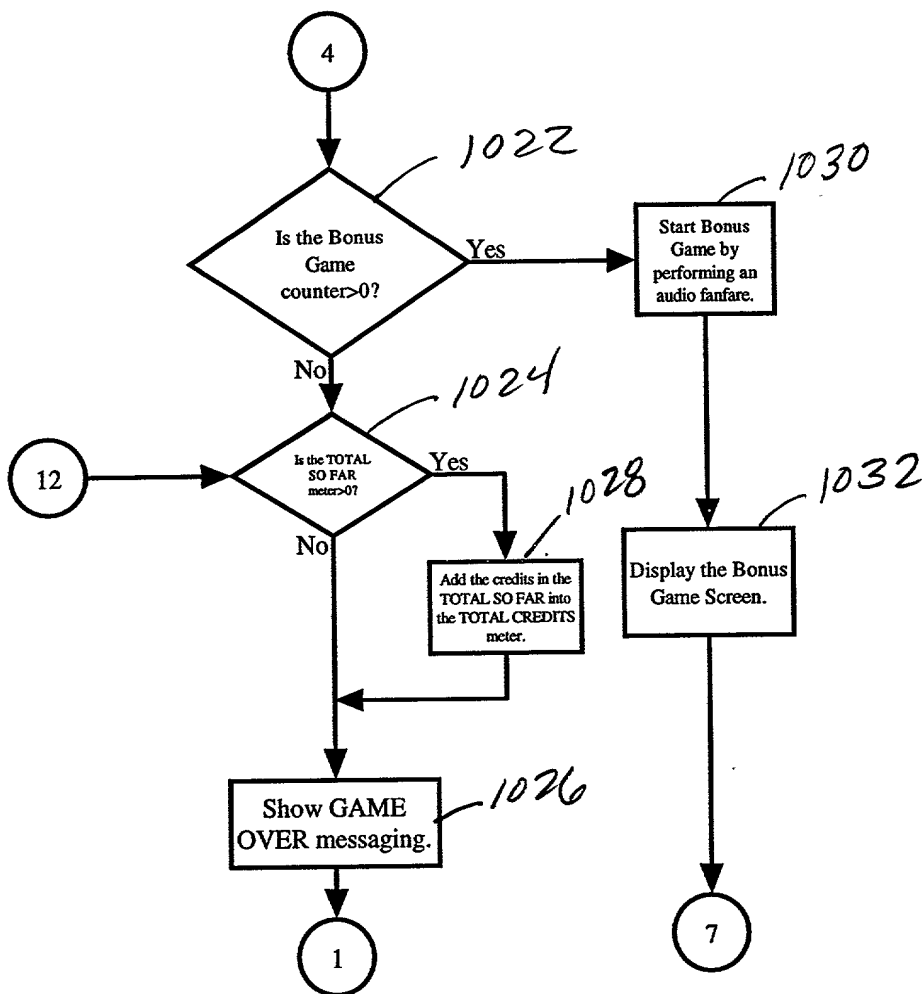 4
1022
Is the Bonus
Game
counter>0?
Yes
No
1030
Start Bonus
Game by
performing an
audio fanfare.
1024
12
Is the TOTAL
SO FAR
meter>0?
Yes
No
1028
Add the credits in the
TOTAL SO FAR into
the TOTAL CREDITS
meter.
1032
Display the Bonus
Game Screen.
1026
Show GAME
OVER messaging.
1
7